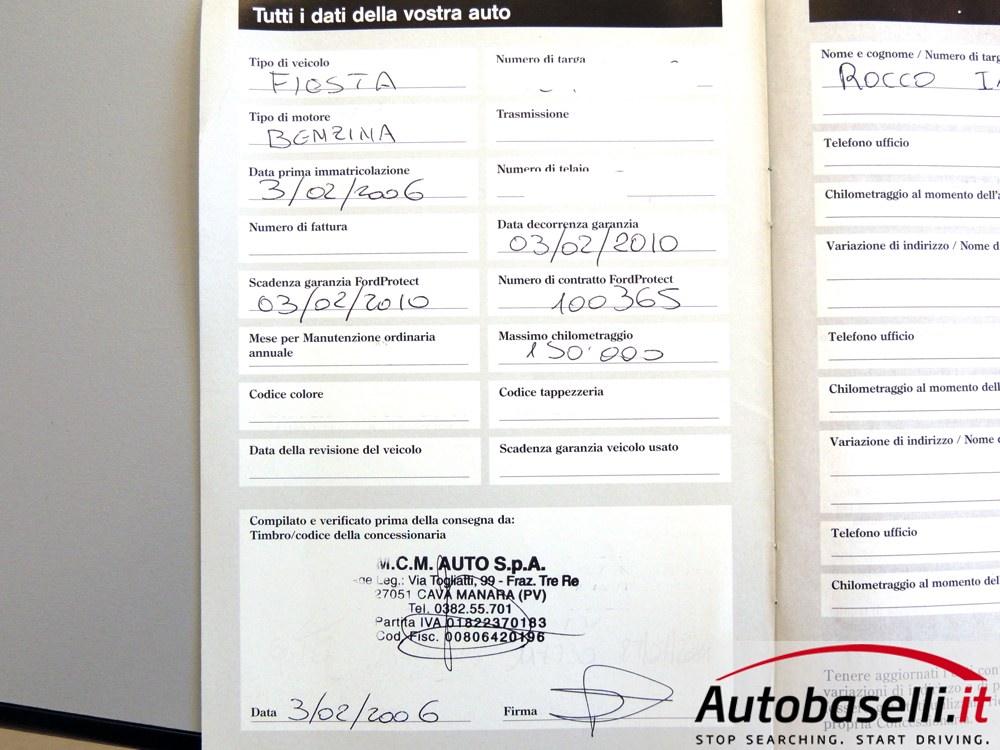 Tutti i dati della vostra auto
Tipo di veicolo
FIESTA
Numero di targa
Tipo di motore
BENZINA
Trasmissione
Data prima immatricolazione
3/02/2006
Numero di telaio
Numero di fattura
Data decorrenza garanzia
03/02/2010
Scadenza garanzia FordProtect
03/02/2010
Numero di contratto FordProtect
100365
Mese per Manutenzione ordinaria
annuale
Massimo chilometraggio
150.000
Codice colore
Codice tappezzeria
Data della revisione del veicolo
Scadenza garanzia veicolo usato
Compilato e verificato prima della consegna da:
Timbro/codice della concessionaria
M.C.M. AUTO S.p.A.
Leg.: Via Togliatti, 99 - Fraz. Tre Re
27051 CAVA MANARA (PV)
Tel. 0382.55.701
Partita IVA 01822370183
Cod. Fisc. 00806420196
Data 3/02/2006
Firma
Nome e cognome / Numero di targ
ROCCO
Telefono ufficio
Chilometraggio al momento dell'
Variazione di indirizzo / Nome d
Telefono ufficio
Chilometraggio al momento dell
Variazione di indirizzo / Nome
Telefono ufficio
Chilometraggio al momento del
Tenere aggiornati i
variazioni di
propria
Autobaselli.it
STOP SEARCHING. START DRIVING.